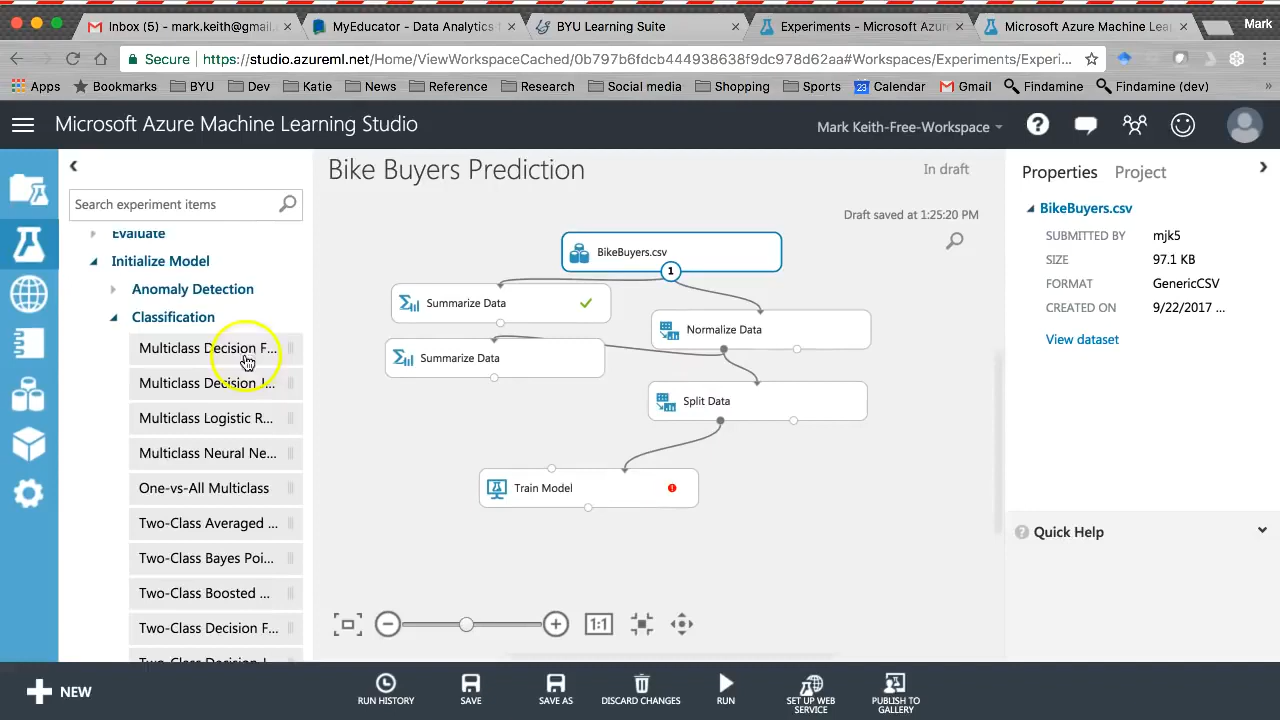 Inbox (5) - mark.keith@gmail.
MyEducator - Data Analytics f
BYU Learning Suite
Experiments - Microsoft Azure
Microsoft Azure Machine Lea
Mark
Secure
https://studio.azureml.net/Home/ViewWorkspaceCached/0b797b6fdcb444938638f9dc978d62aa#Workspaces/Experiments/Experi...
Apps
Bookmarks
BYU
Dev
Katie
News
Reference
Research
Social media
Shopping
Sports
23
Calendar
Gmail
Findamine
Findamine (dev)
»
Microsoft Azure Machine Learning Studio
Mark Keith-Free-Workspace
?
Search experiment items
Evaluate
Initialize Model
Anomaly Detection
Classification
Multiclass Decision F...
Multiclass Decision J...
Multiclass Logistic R...
Multiclass Neural Ne...
One-vs-All Multiclass
Two-Class Averaged ...
Two-Class Bayes Poi...
Two-Class Boosted ...
Two-Class Decision F...
Two-Class Decision J...
Bike Buyers Prediction
In draft
Draft saved at 1:25:20 PM
BikeBuyers.csv
1
Summarize Data
Normalize Data
Summarize Data
Split Data
Train Model
1:1
Properties
Project
BikeBuyers.csv
SUBMITTED BY mjk5
SIZE 97.1 KB
FORMAT GenericCSV
CREATED ON 9/22/2017 ...
View dataset
? Quick Help
NEW
RUN HISTORY
SAVE
SAVE AS
DISCARD CHANGES
RUN
SET UP WEB
SERVICE
PUBLISH TO
GALLERY